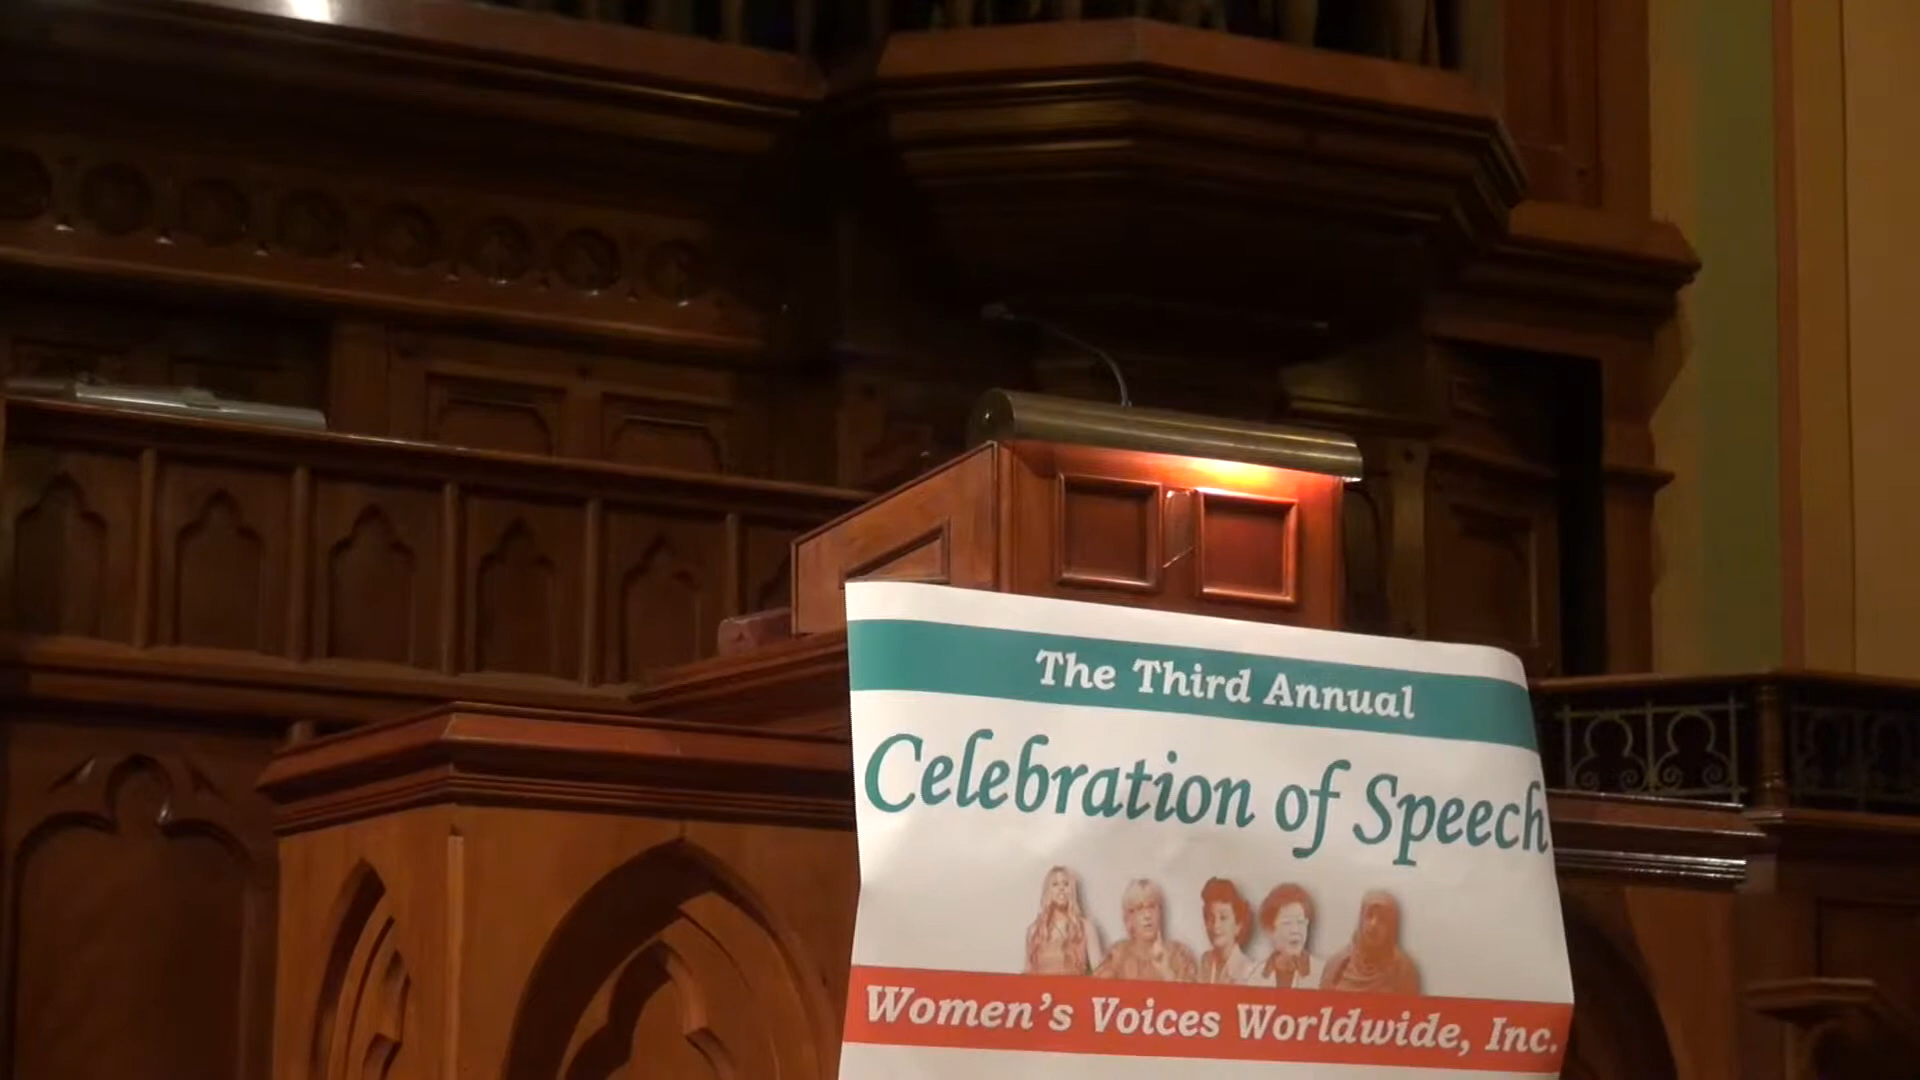 The Third Annual
Celebration of Speech
Women's Voices Worldwide, Inc.